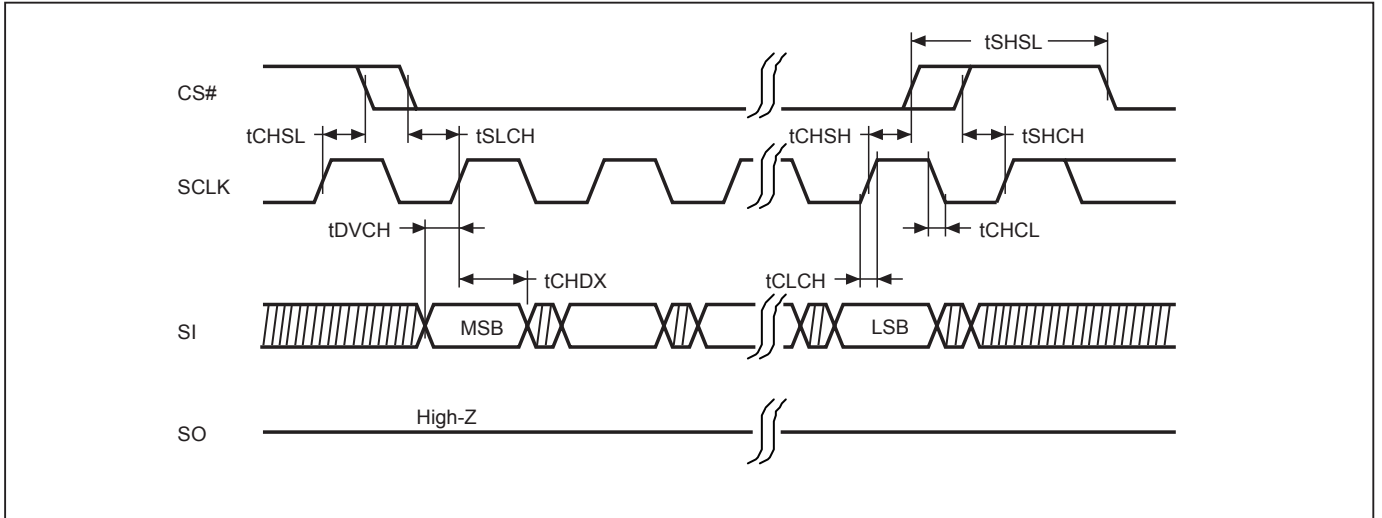 tSHSL
CS#
tCHSL
tSLCH
tCHSH
tSHCH
SCLK
tDVCH
tCHCL
tCHDX
tCLCH
SI
MSB
LSB
High-Z
SO